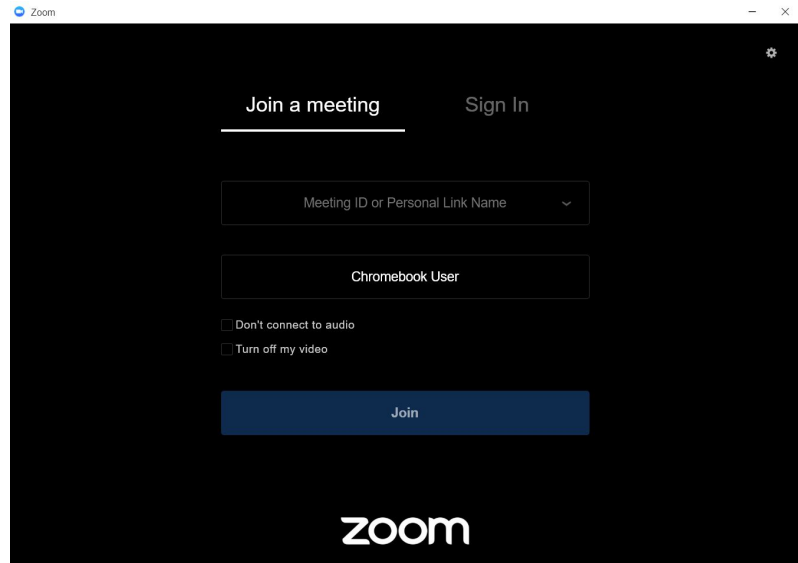 Zoom
Join a meeting
Sign In
Meeting ID or Personal Link Name
Chromebook User
Don't connect to audio
Turn off my video
Join
zoom